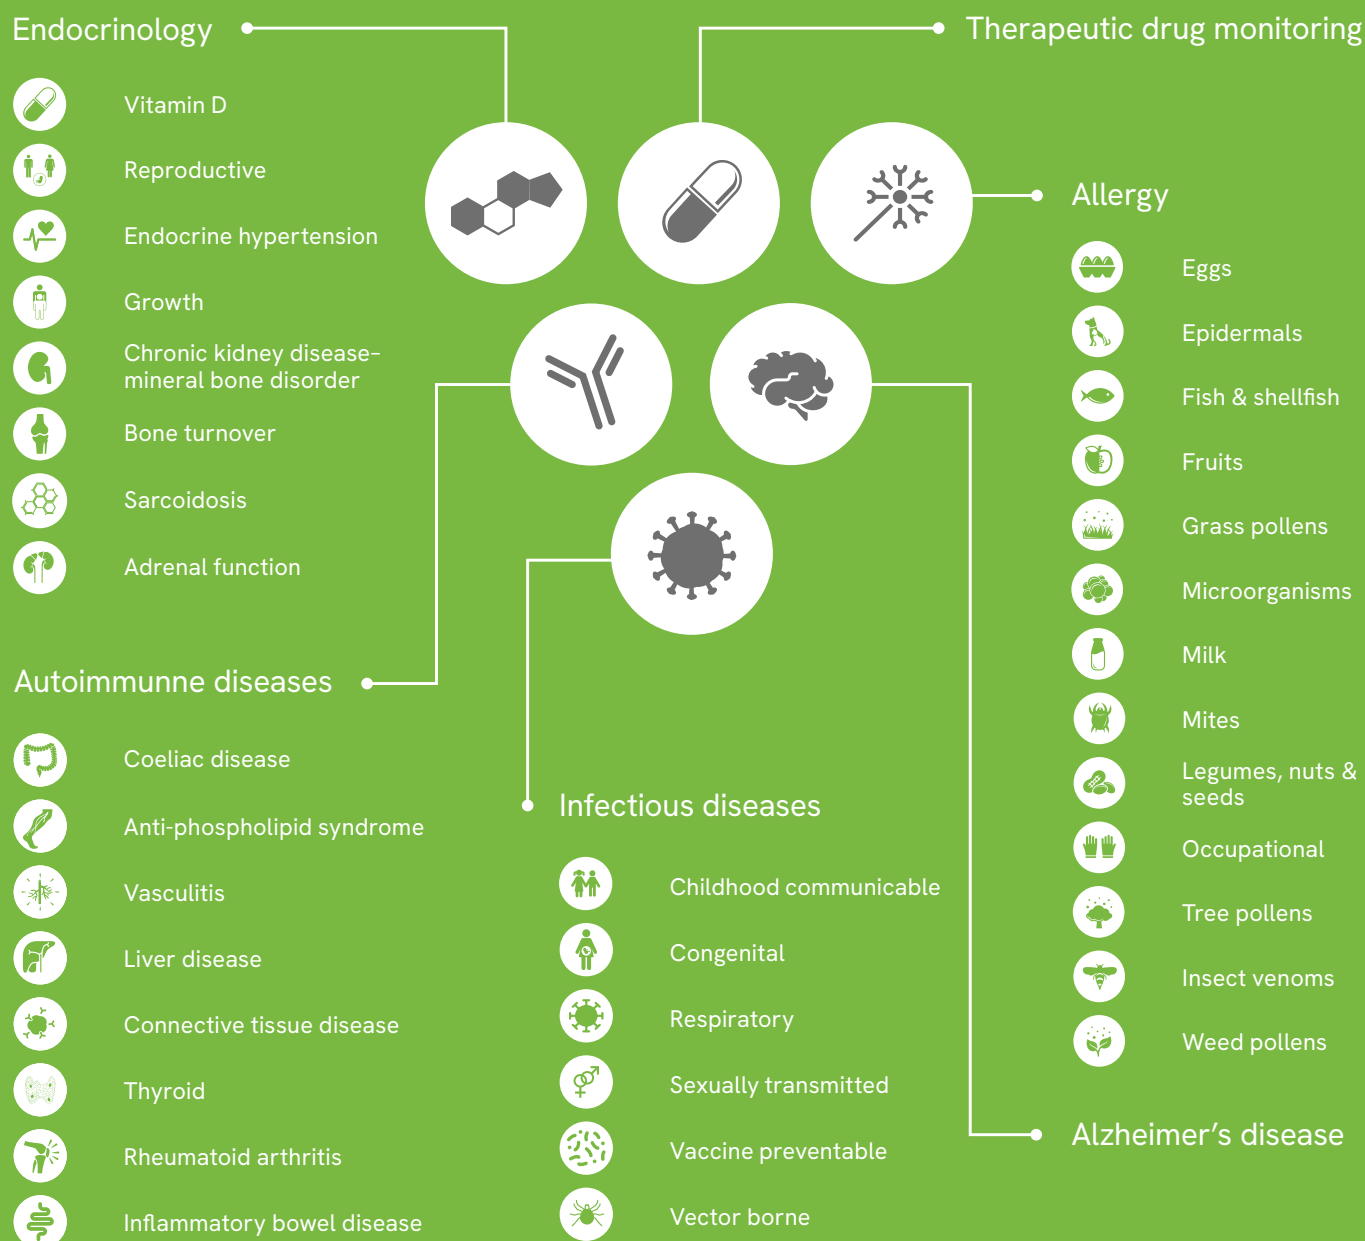 Endocrinology
Vitamin D
Reproductive
Endocrine hypertension
Growth
Chronic kidney disease–
mineral bone disorder
Bone turnover
Sarcoidosis
Adrenal function
Therapeutic drug monitoring
Allergy
Eggs
Epidermals
Fish & shellfish
Fruits
Grass pollens
Microorganisms
Milk
Mites
Legumes, nuts &
seeds
Occupational
Tree pollens
Insect venoms
Weed pollens
Autoimmunne diseases
Coeliac disease
Anti-phospholipid syndrome
Vasculitis
Liver disease
Connective tissue disease
Thyroid
Rheumatoid arthritis
Inflammatory bowel disease
Infectious diseases
Childhood communicable
Congenital
Respiratory
Sexually transmitted
Vaccine preventable
Vector borne
Alzheimer’s disease